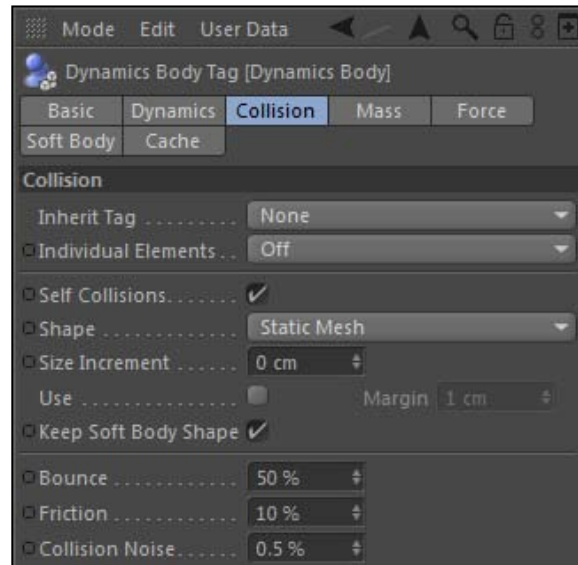 Mode Edit User Data
Dynamics Body Tag [Dynamics Body]
Basic Dynamics Collision Mass Force
Soft Body Cache
Collision
Inherit Tag ......... None
Individual Elements . . Off
Self Collisions....... ✓
Shape ............. Static Mesh
Size Increment ...... 0 cm
Use .............. Margin 1 cm
Keep Soft Body Shape ✓
Bounce ............ 50 %
Friction ........... 10 %
Collision Noise..... 0.5 %